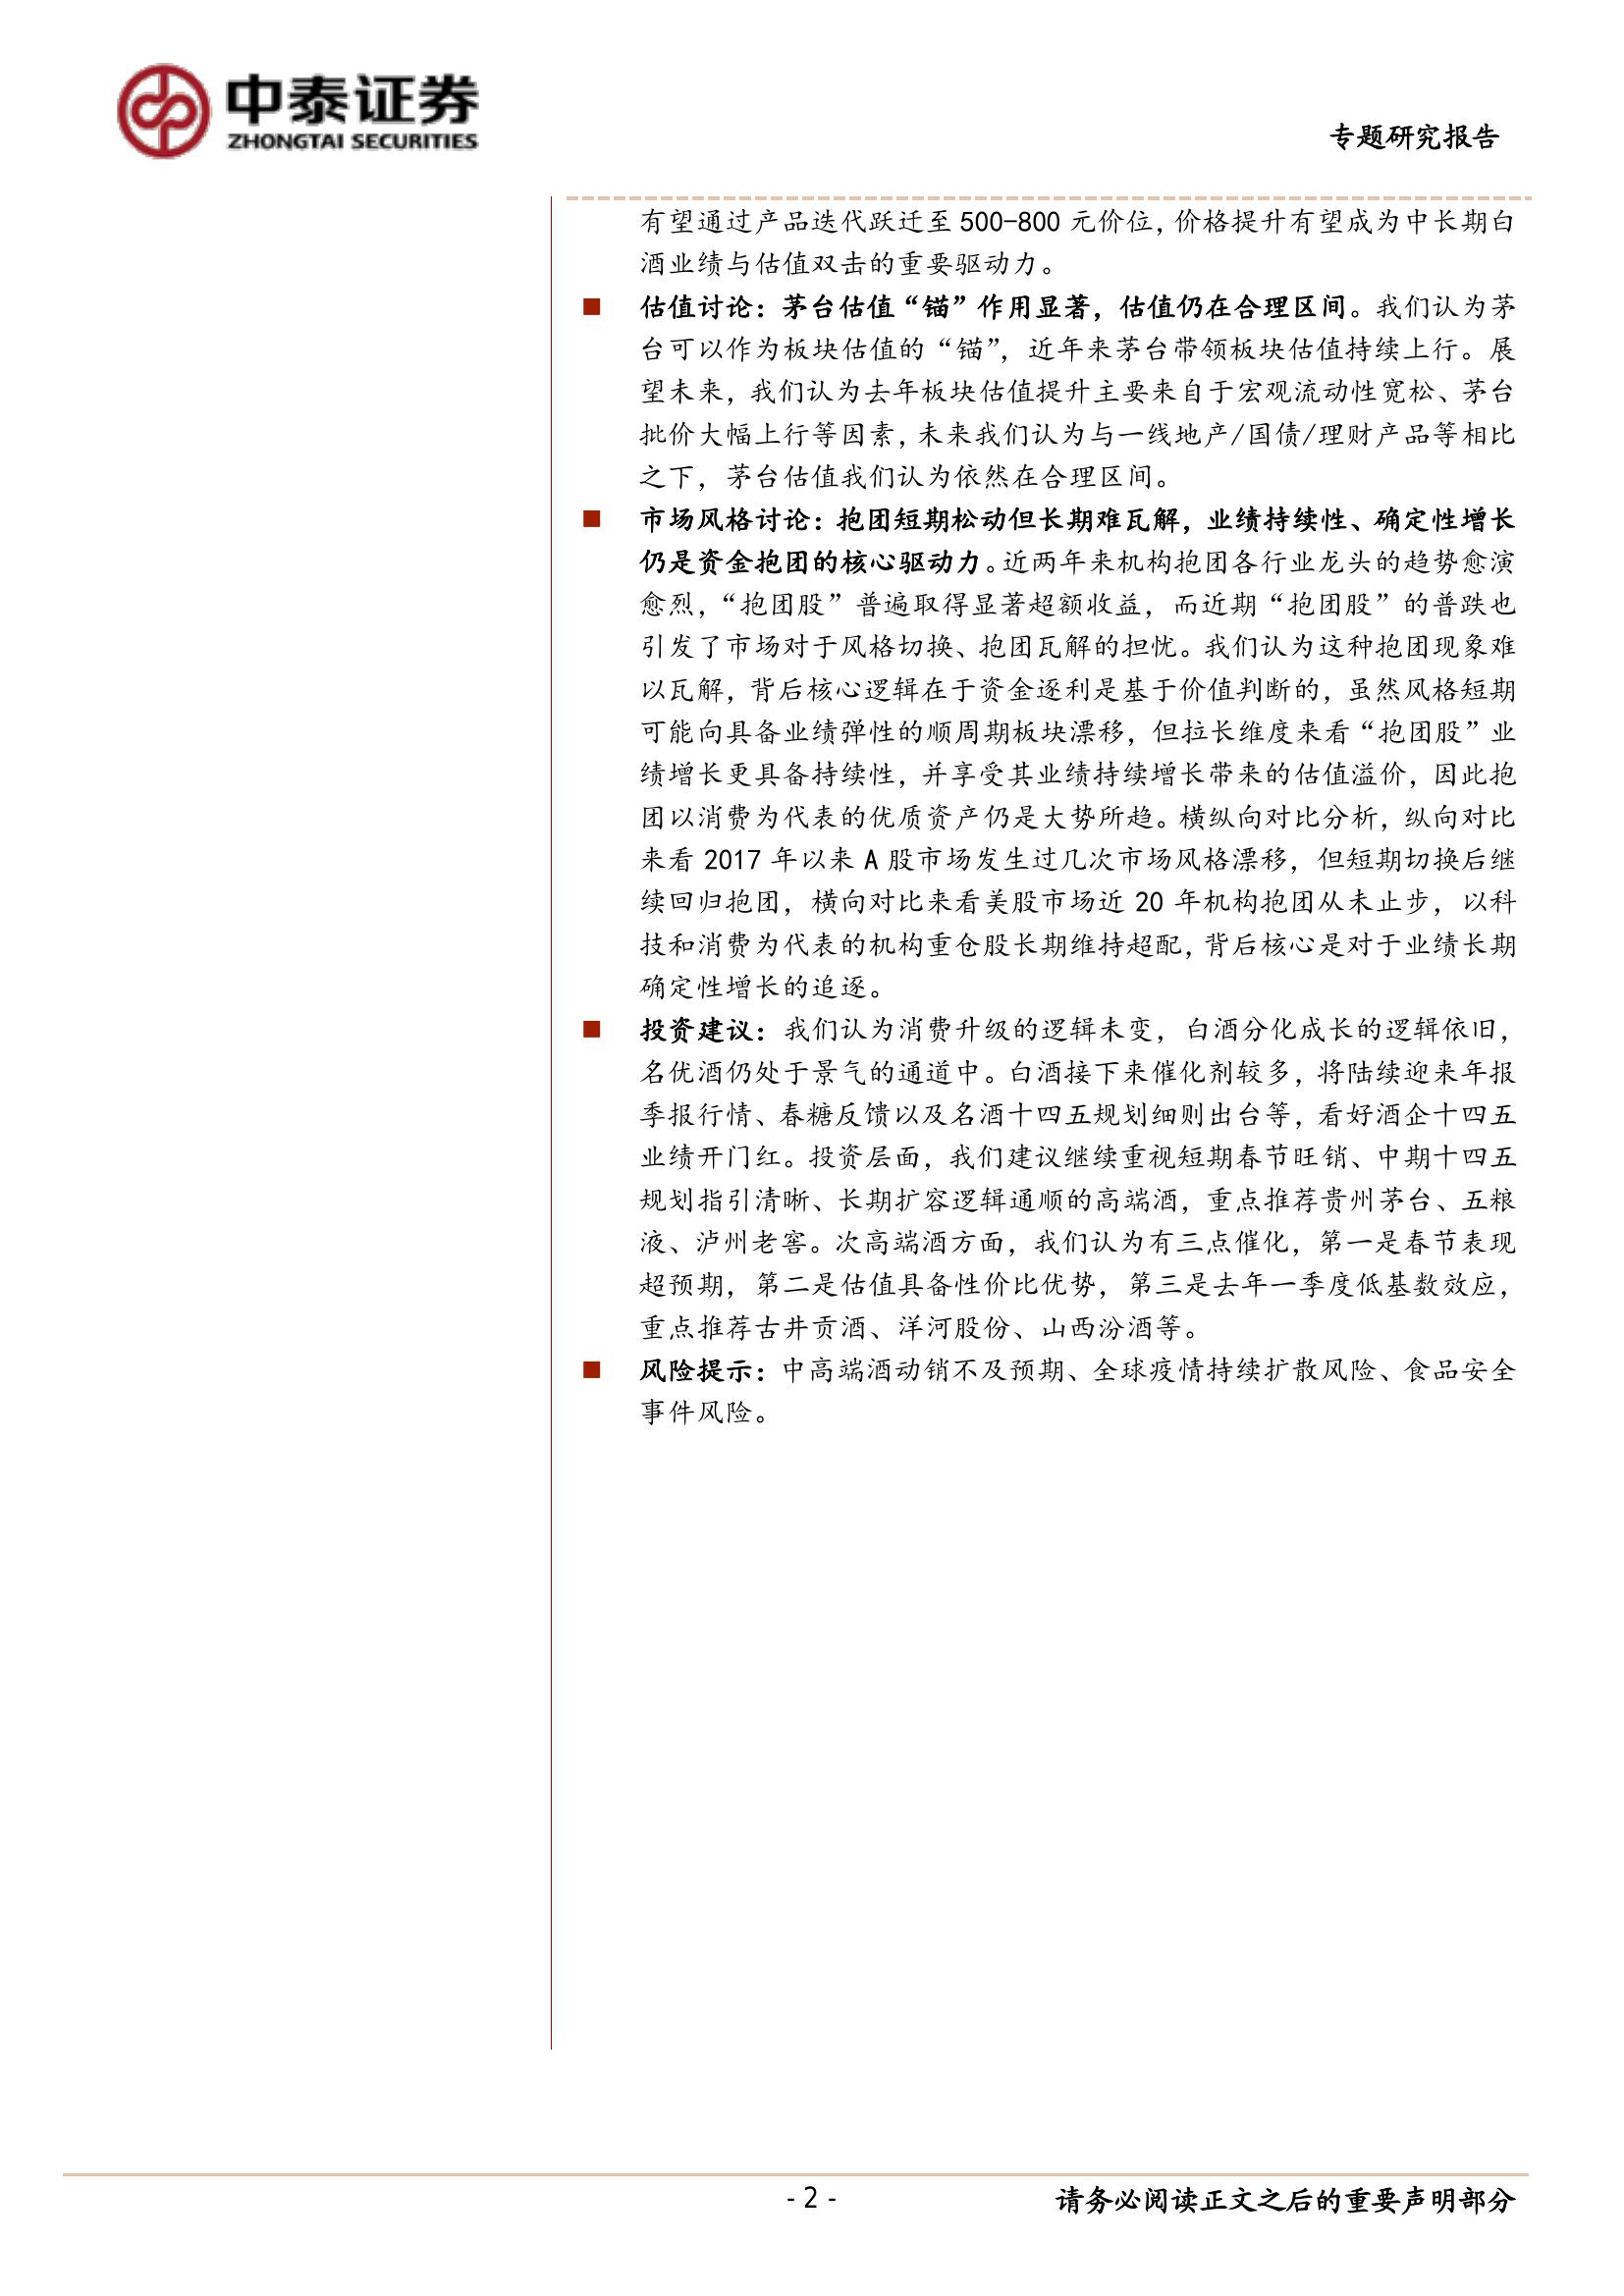 中泰证券
ZHONGTAI SECURITIES
专题研究报告
有望通过产品迭代跃迁至 500-800 元价位，价格提升有望成为中长期白
酒业绩与估值双击的重要驱动力。
■ 估值讨论：茅台估值“锚”作用显著，估值仍在合理区间。我们认为茅
台可以作为板块估值的“锚”，近年来茅台带领板块估值持续上行。展
望未来，我们认为去年板块估值提升主要来自于宏观流动性宽松、茅台
批价大幅上行等因素，未来我们认为与一线地产/国债/理财产品等相比
之下，茅台估值我们认为依然在合理区间。
■ 市场风格讨论：抱团短期松动但长期难瓦解，业绩持续性、确定性增长
仍是资金抱团的核心驱动力。近两年来机构抱团各行业龙头的趋势愈演
愈烈，“抱团股”普遍取得显著超额收益，而近期“抱团股”的普跌也
引发了市场对于风格切换、抱团瓦解的担忧。我们认为这种抱团现象难
以瓦解，背后核心逻辑在于资金逐利是基于价值判断的，虽然风格短期
可能向具备业绩弹性的顺周期板块漂移，但拉长维度来看“抱团股”业
绩增长更具备持续性，并享受其业绩持续增长带来的估值溢价，因此抱
团以消费为代表的优质资产仍是大势所趋。横纵向对比分析，纵向对比
来看 2017 年以来 A 股市场发生过几次市场风格漂移，但短期切换后继
续回归抱团，横向对比来看美股市场近 20 年机构抱团从未止步，以科
技和消费为代表的机构重仓股长期维持超配，背后核心是对于业绩长期
确定性增长的追逐。
■ 投资建议：我们认为消费升级的逻辑未变，白酒分化成长的逻辑依旧，
名优酒仍处于景气的通道中。白酒接下来催化剂较多，将陆续迎来年报
季报行情、春糖反馈以及名酒十四五规划细则出台等，看好酒企十四五
业绩开门红。投资层面，我们建议继续重视短期春节旺销、中期十四五
规划指引清晰、长期扩容逻辑通顺的高端酒，重点推荐贵州茅台、五粮
液、泸州老窖。次高端酒方面，我们认为有三点催化，第一是春节表现
超预期，第二是估值具备性价比优势，第三是去年一季度低基数效应，
重点推荐古井贡酒、洋河股份、山西汾酒等。
■ 风险提示：中高端酒动销不及预期、全球疫情持续扩散风险、食品安全
事件风险。
- 2 -
请务必阅读正文之后的重要声明部分